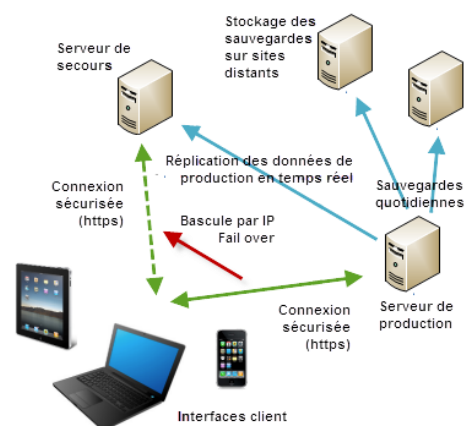 Stockage des
sauvegardes
sur sites
distants
Serveur de
secours
Réplication des données de
production en temps réel
Connexion
sécurisée
(https)
Sauvegardes
quotidiennes
Bascule par IP
Fail over
Connexion
sécurisée
(https)
Serveur de
production
Interfaces client